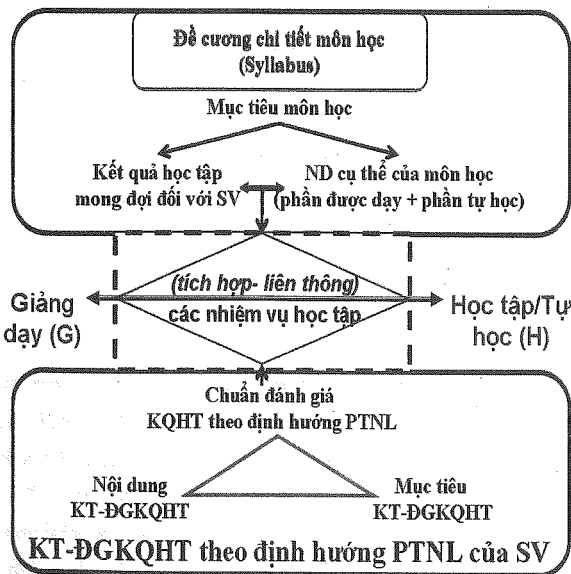 Đề cương chi tiết môn học
(Syllabus)
Mục tiêu môn học
Kết quả học tập
mong đợi đối với SV
ND cụ thể của môn học
(phần được dạy + phần tự học)
(tích hợp- liên thông)
các nhiệm vụ học tập
Giảng
dạy (G)
Học tập/Tự
học (H)
Chuẩn đánh giá
KQHT theo định hướng PTNL
Nội dung
KT-ĐGKQHT
Mục tiêu
KT-ĐGKQHT
KT-ĐGKQHT theo định hướng PTNL của SV